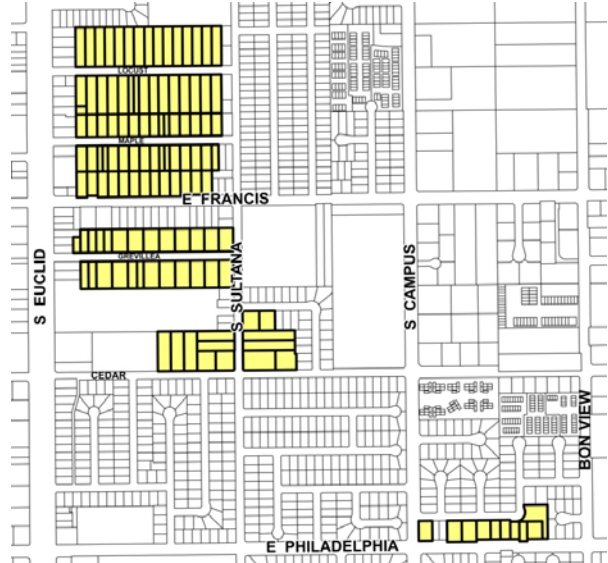 LOCUST
MAPLE
E FRANCIS
GREVILLEA
S EUCLID
S SULTANA
S CAMPUS
CEDAR
BON VIEW
E PHILADELPHIA